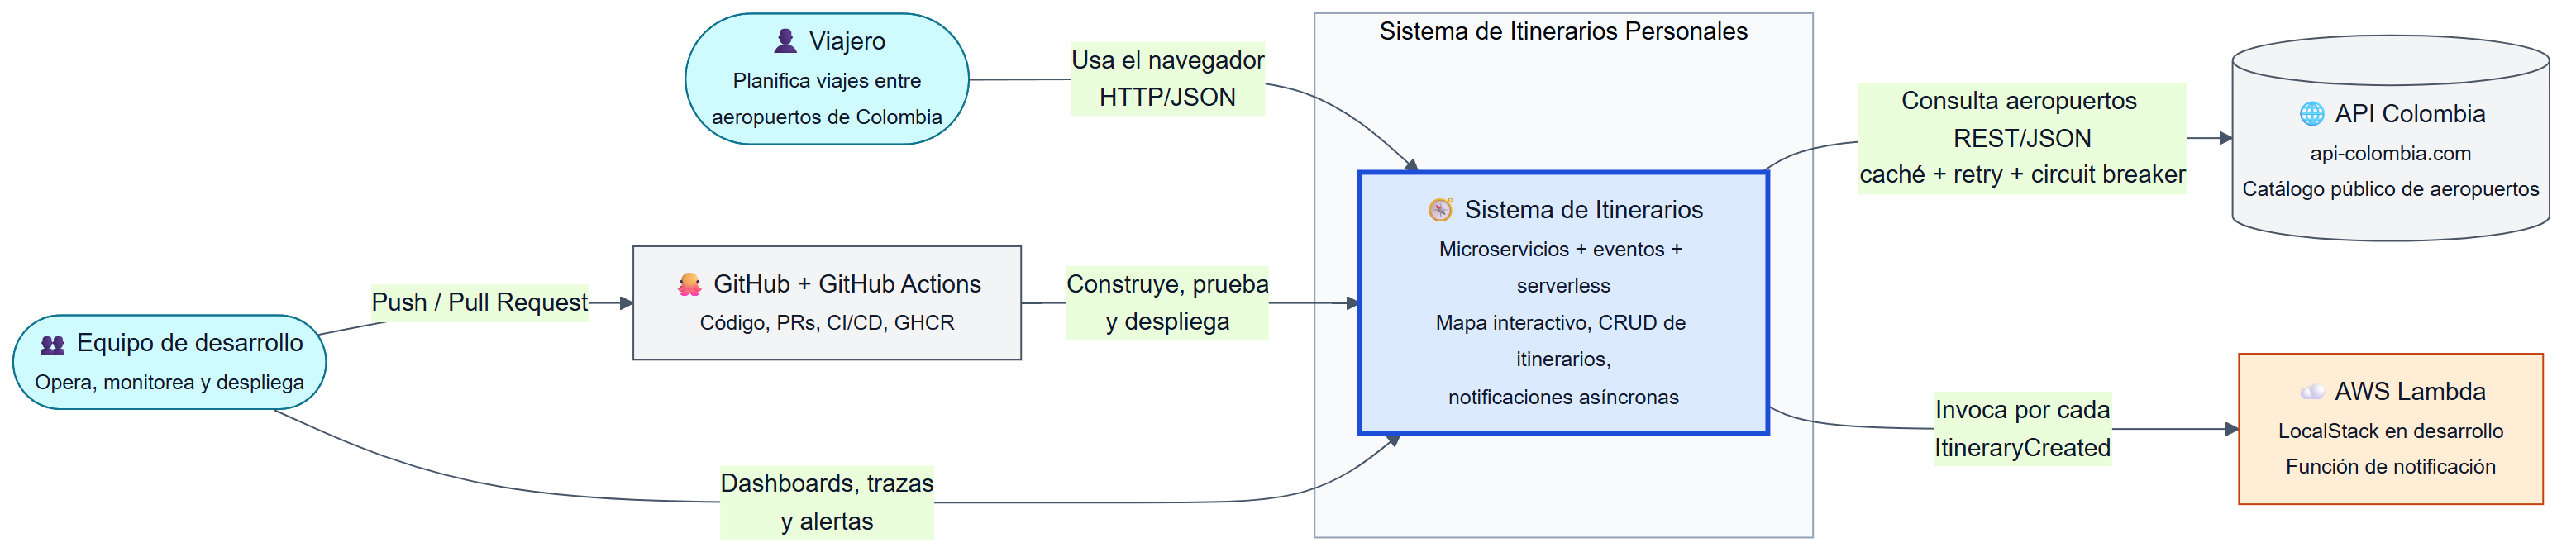 Viajero
Planifica viajes entre
aeropuertos de Colombia
Usa el navegador
HTTP/JSON
Sistema de Itinerarios Personales
Sistema de Itinerarios
Microservicios + eventos +
serverless
Mapa interactivo, CRUD de
itinerarios,
notificaciones asíncronas
Consulta aeropuertos
REST/JSON
caché + retry + circuit breaker
API Colombia
api-colombia.com
Catálogo público de aeropuertos
Equipo de desarrollo
Opera, monitorea y despliega
Push / Pull Request
GitHub + GitHub Actions
Código, PRs, CI/CD, GHCR
Construye, prueba
y despliega
Dashboards, trazas
y alertas
Invoca por cada
ItineraryCreated
AWS Lambda
LocalStack en desarrollo
Función de notificación